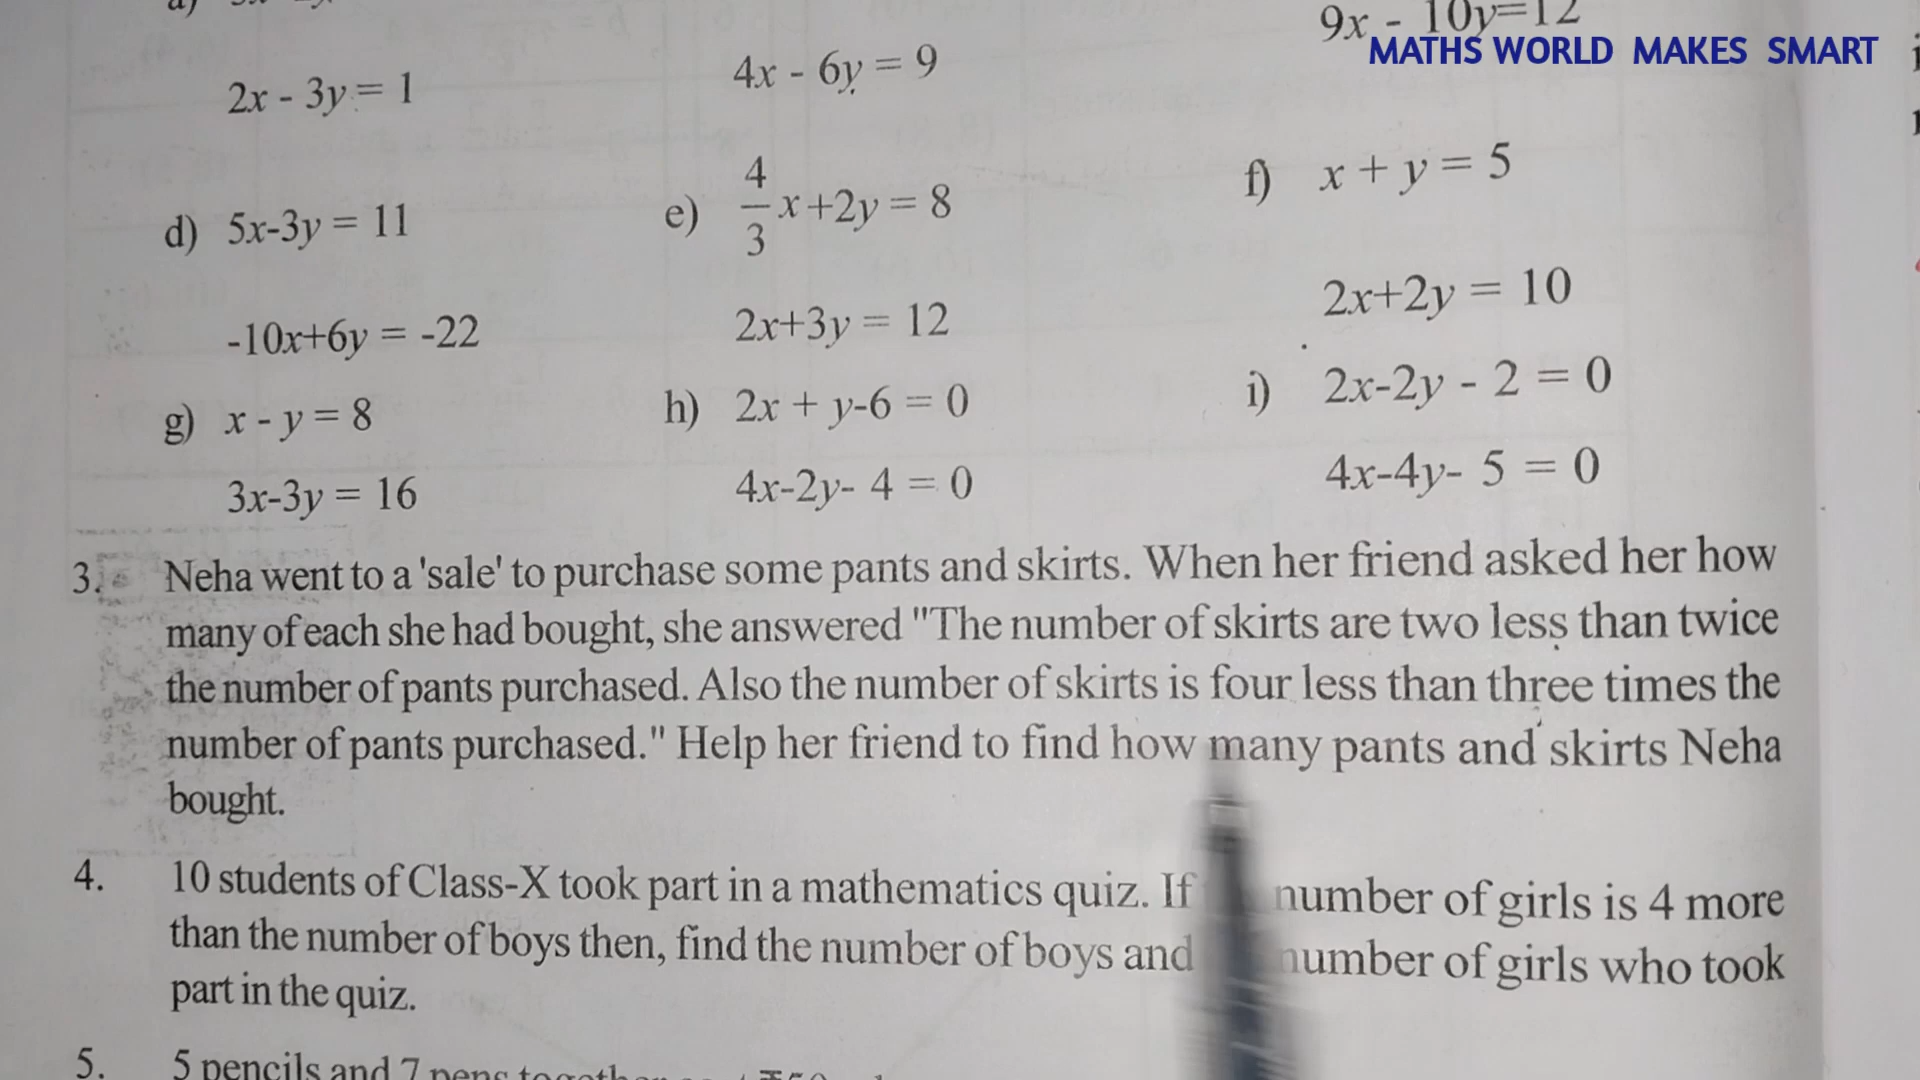 9x - 10y=12
MATHS WORLD MAKES SMART
2x - 3y = 1
4x - 6y = 9
d) 5x-3y = 11
e) 4/3 x+2y = 8
f) x + y = 5
-10x+6y = -22
2x+3y = 12
2x+2y = 10
g) x - y = 8
h) 2x + y-6 = 0
i) 2x-2y - 2 = 0
3x-3y = 16
4x-2y- 4 = 0
4x-4y- 5 = 0
3. Neha went to a 'sale' to purchase some pants and skirts. When her friend asked her how
many of each she had bought, she answered "The number of skirts are two less than twice
the number of pants purchased. Also the number of skirts is four less than three times the
number of pants purchased." Help her friend to find how many pants and skirts Neha
bought.
4. 10 students of Class-X took part in a mathematics quiz. If number of girls is 4 more
than the number of boys then, find the number of boys and number of girls who took
part in the quiz.
5. 5 pencils and 7 pens together